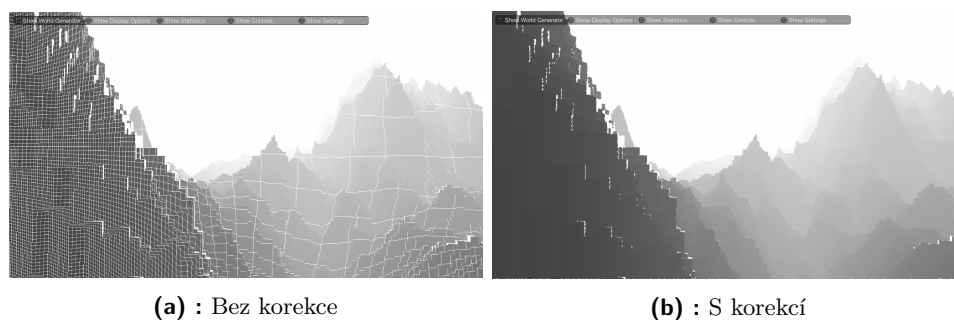 Show World Generator Show Display Options Show Statistics Show Controls Show Settings
Show World Generator Show Display Options Show Statistics Show Controls Show Settings
(a) : Bez korekce
(b) : S korekcí